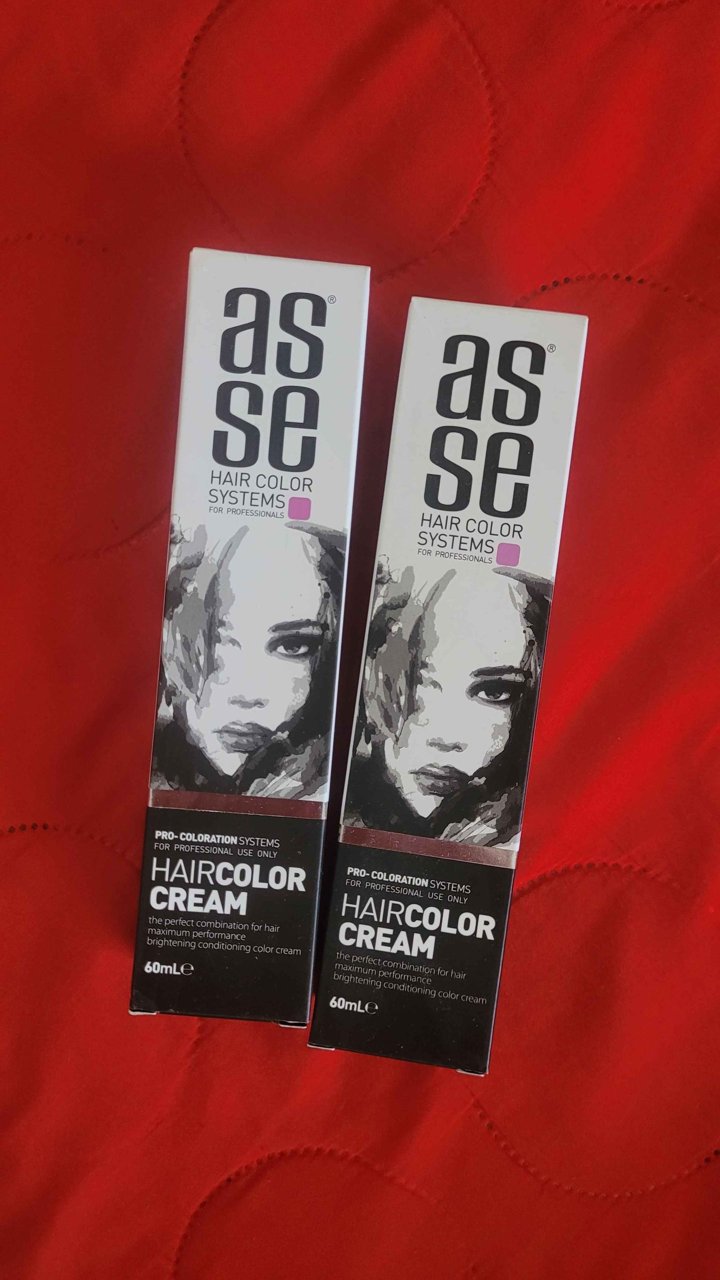 as®
se
HAIR COLOR
SYSTEMS
FOR PROFESSIONALS
PRO-COLORATION SYSTEMS
FOR PROFESSIONAL USE ONLY
HAIRCOLOR
CREAM
the perfect combination for hair
maximum performance
brightening conditioning color cream
60mL℮
as®
se
HAIR COLOR
SYSTEMS
FOR PROFESSIONALS
PRO-COLORATION SYSTEMS
FOR PROFESSIONAL USE ONLY
HAIRCOLOR
CREAM
the perfect combination for hair
maximum performance
brightening conditioning color cream
60mL℮